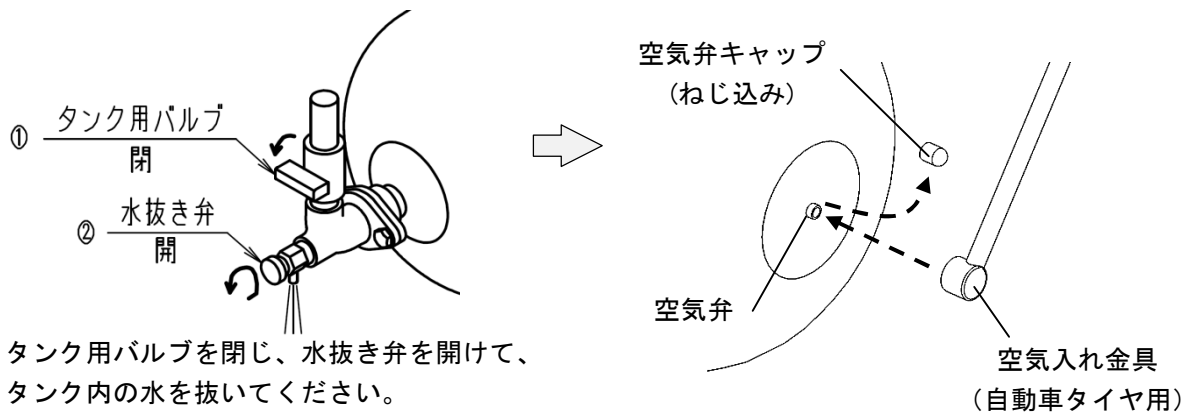 ① タンク用バルブ
閉
② 水抜き弁
開
タンク用バルブを閉じ、水抜き弁を開けて、
タンク内の水を抜いてください。
空気弁キャップ
（ねじ込み）
空気弁
空気入れ金具
（自動車タイヤ用）